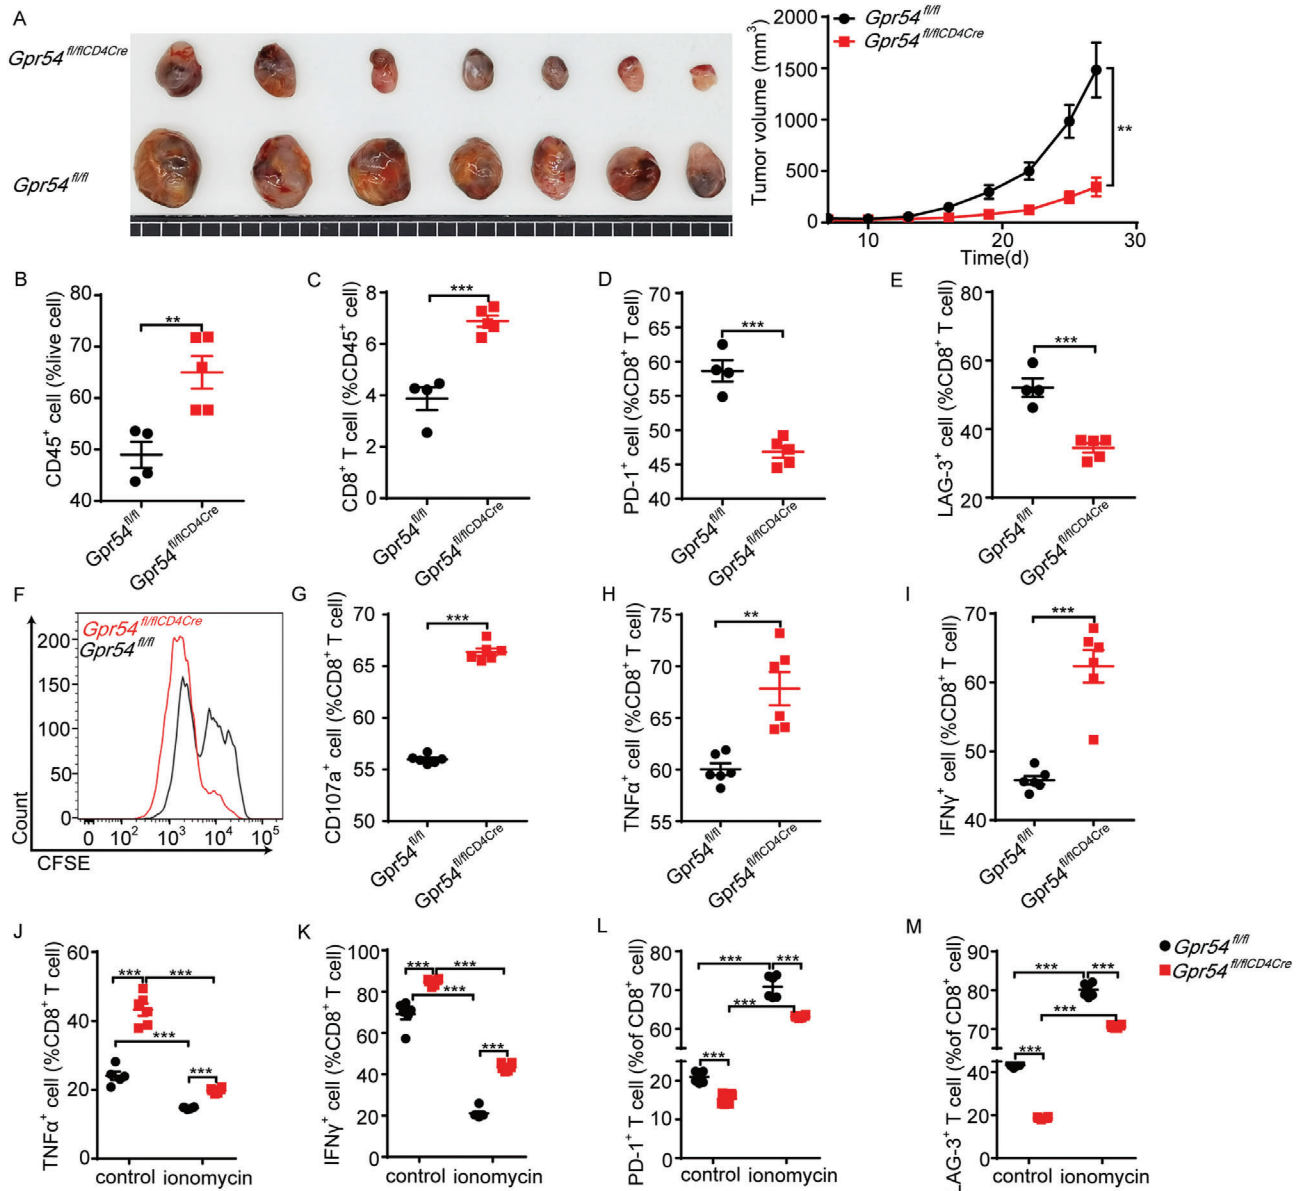 A
Gpr54fl/flCD4Cre
Gpr54fl/fl
Tumor volume (mm3)
2000
1500
1000
500
0
10
20
30
Time(d)
Gpr54fl/fl
Gpr54fl/flCD4Cre
**
B
CD45+ cell (%live cell)
80
70
60
50
40
**
Gpr54fl/fl
Gpr54fl/flCD4Cre
C
CD8+ T cell (%CD45+ cell)
8
6
4
2
0
***
Gpr54fl/fl
Gpr54fl/flCD4Cre
D
PD-1+ cell (%CD8+ T cell)
70
65
60
55
50
45
40
***
Gpr54fl/fl
Gpr54fl/flCD4Cre
E
LAG-3+ cell (%CD8+ T cell)
80
60
40
20
***
Gpr54fl/fl
Gpr54fl/flCD4Cre
F
Gpr54fl/flCD4Cre
Gpr54fl/fl
200
150
100
50
0
Count
0
102
103
104
105
CFSE
G
CD107a+ cell (%CD8+ T cell)
70
65
60
55
50
***
Gpr54fl/fl
Gpr54fl/flCD4Cre
H
TNFα+ cell (%CD8+ T cell)
75
70
65
60
55
**
Gpr54fl/fl
Gpr54fl/flCD4Cre
I
IFNγ+ cell (%CD8+ T cell)
70
60
50
40
***
Gpr54fl/fl
Gpr54fl/flCD4Cre
J
TNFα+ cell (%CD8+ T cell)
60
40
20
0
***
***
***
***
control
ionomycin
K
IFNγ+ cell (%CD8+ T cell)
100
80
60
40
20
0
***
***
***
***
control
ionomycin
L
PD-1+ T cell (%of CD8+ cell)
80
70
60
40
20
0
***
***
***
***
control
ionomycin
M
LAG-3+ T cell (%of CD8+ cell)
90
80
70
60
40
20
0
***
***
***
***
control
ionomycin
Gpr54fl/fl
Gpr54fl/flCD4Cre